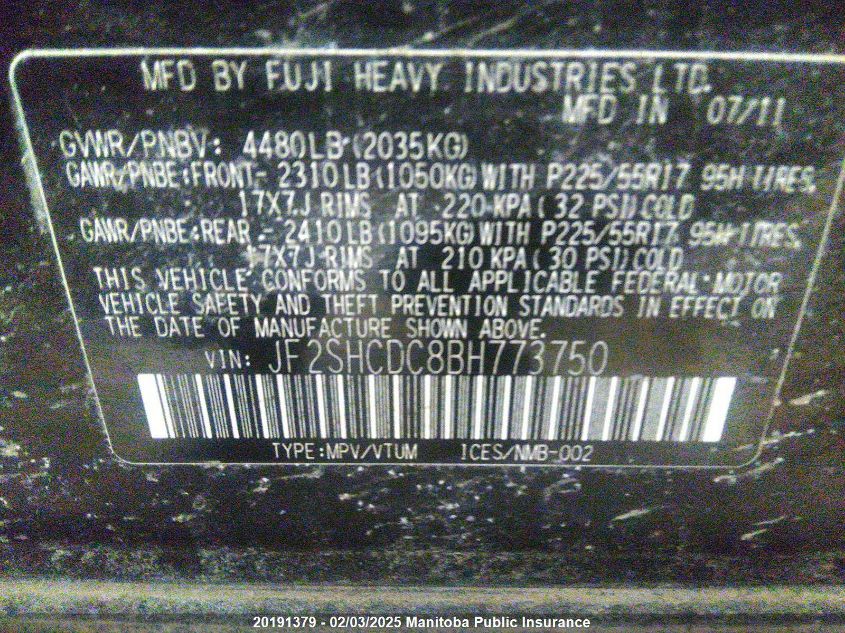 MFD BY FUJI HEAVY INDUSTRIES LTD.
MFD IN 07/11
GVWR/PNBV: 4480LB(2035KG)
GAWR/PNBE:FRONT- 2310LB(1050KG)WITH P225/55R17 95H TIRES.
17X7J RIMS AT 220 KPA( 32 PSI)COLD
GAWR/PNBE:REAR - 2410LB(1095KG)WITH P225/55R17 95H TIRES.
17X7J RIMS AT 210 KPA( 30 PSI)COLD
THIS VEHICLE CONFORMS TO ALL APPLICABLE FEDERAL MOTOR
VEHICLE SAFETY AND THEFT PREVENTION STANDARDS IN EFFECT ON
THE DATE OF MANUFACTURE SHOWN ABOVE.
VIN: JF2SHCDC8BH773750
TYPE:MPV/VTUM ICES/NMB-002
20191379 - 02/03/2025 Manitoba Public Insurance